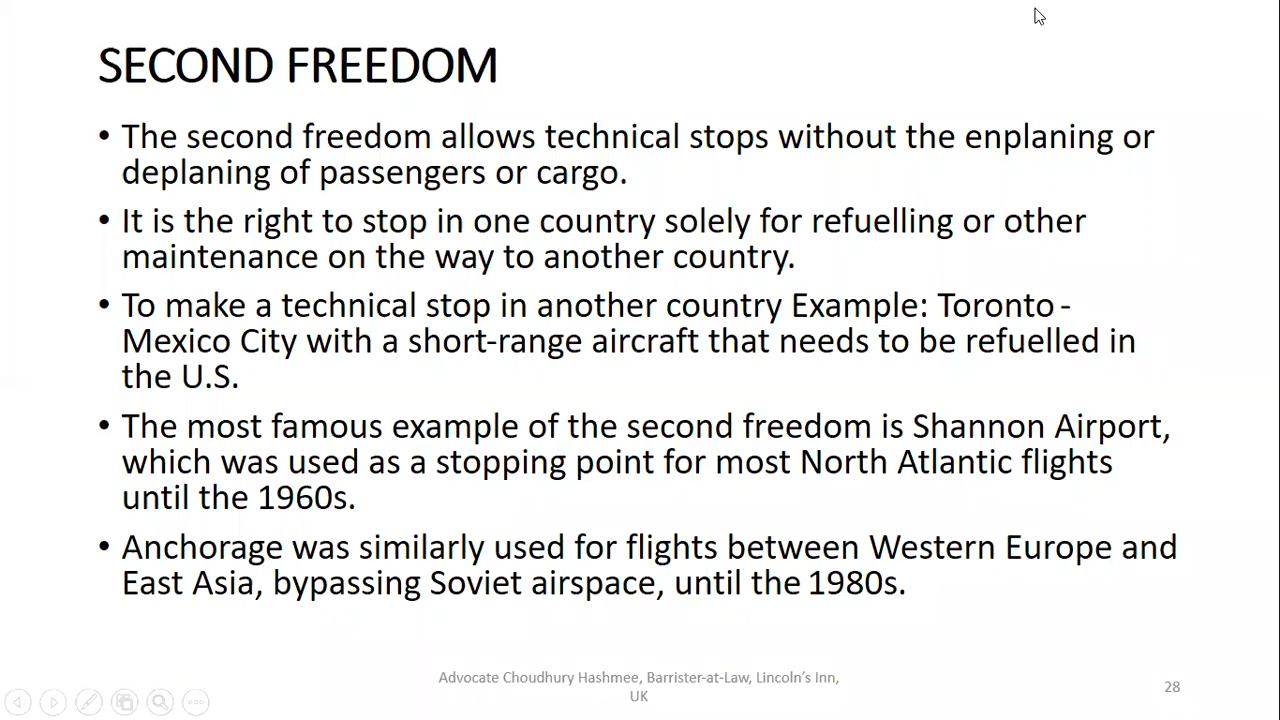 SECOND FREEDOM
• The second freedom allows technical stops without the enplaning or
deplaning of passengers or cargo.
• It is the right to stop in one country solely for refuelling or other
maintenance on the way to another country.
• To make a technical stop in another country Example: Toronto-
Mexico City with a short-range aircraft that needs to be refuelled in
the U.S.
• The most famous example of the second freedom is Shannon Airport,
which was used as a stopping point for most North Atlantic flights
until the 1960s.
• Anchorage was similarly used for flights between Western Europe and
East Asia, bypassing Soviet airspace, until the 1980s.
Advocate Choudhury Hashmee, Barrister-at-Law, Lincoln’s Inn,
UK
28